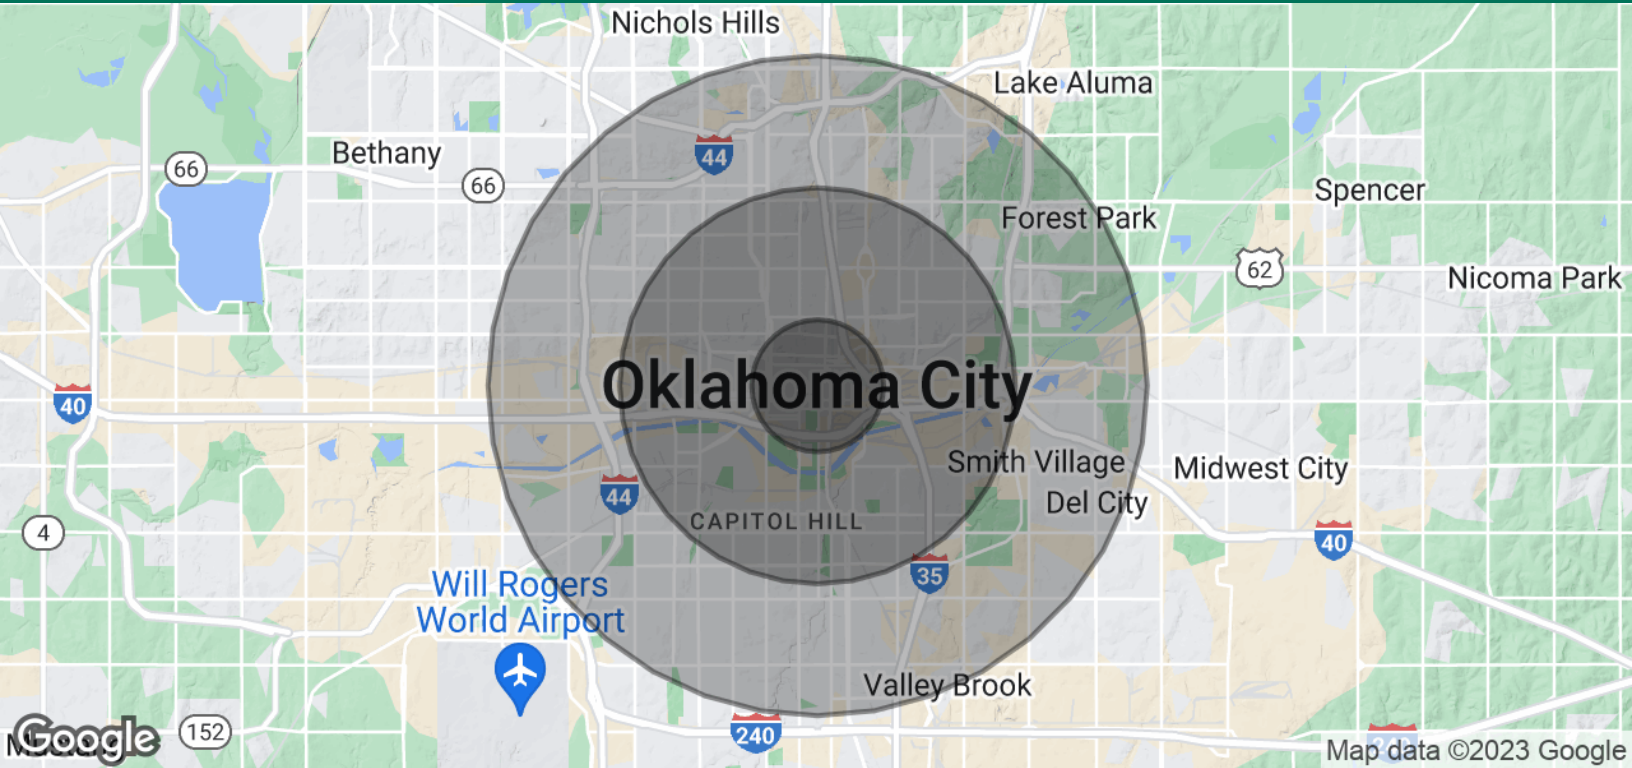 Nichols Hills
Lake Aluma
44
Bethany
66
66
Spencer
Forest Park
62
Nicoma Park
Oklahoma City
40
Smith Village
Midwest City
44
Del City
CAPITOL HILL
4
40
35
Will Rogers
World Airport
Valley Brook
152
240
Google
Map data ©2023 Google